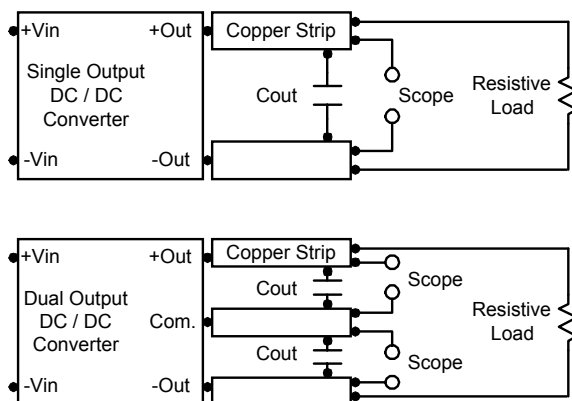 +Vin +Out Copper Strip
Single Output
DC / DC
Converter
Cout Scope
Resistive
Load
-Vin -Out
+Vin +Out Copper Strip
Cout Scope
Dual Output
DC / DC
Converter
Com.
Resistive
Load
Cout Scope
-Vin -Out